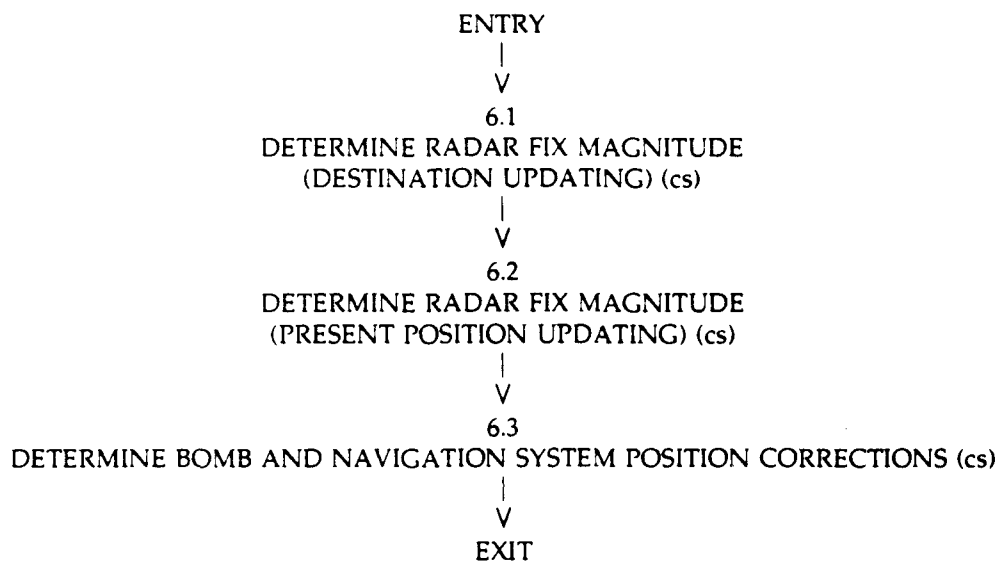 ENTRY
|
V
6.1
DETERMINE RADAR FIX MAGNITUDE
(DESTINATION UPDATING) (cs)
|
V
6.2
DETERMINE RADAR FIX MAGNITUDE
(PRESENT POSITION UPDATING) (cs)
|
V
6.3
DETERMINE BOMB AND NAVIGATION SYSTEM POSITION CORRECTIONS (cs)
|
V
EXIT